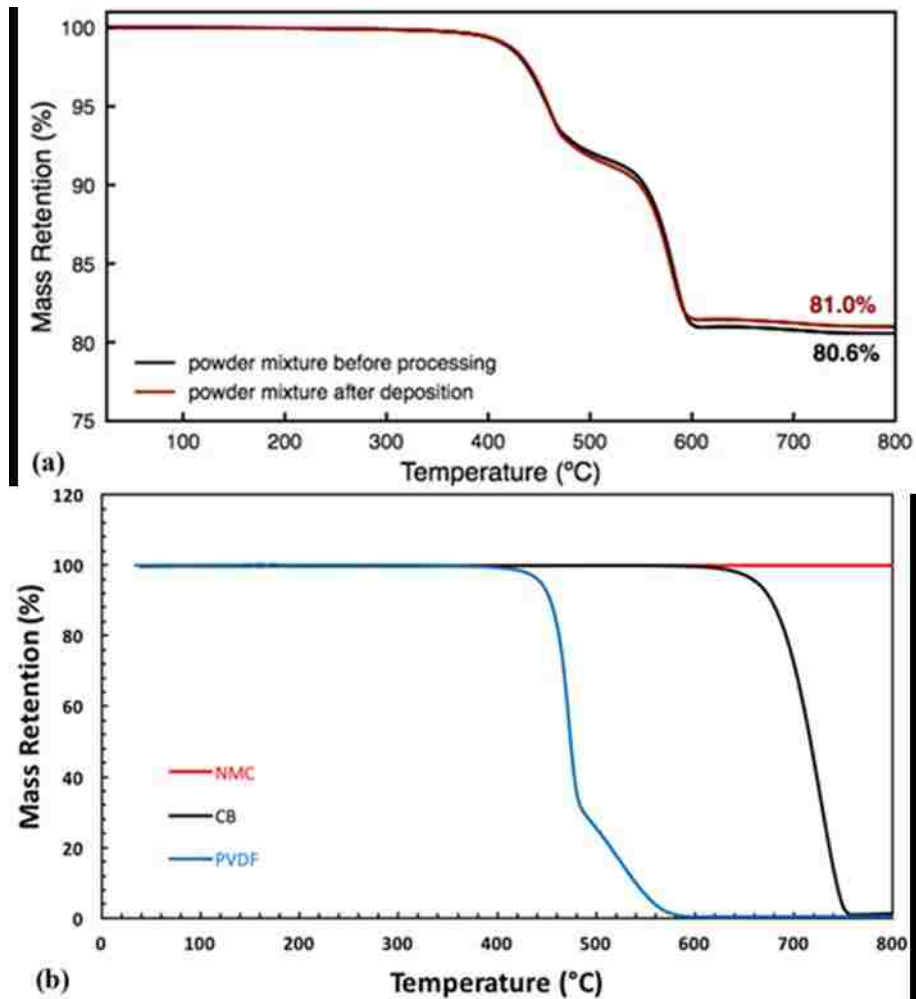 100
95
90
85
80
75
Mass Retention (%)
81.0%
80.6%
powder mixture before processing
powder mixture after deposition
100 200 300 400 500 600 700 800
Temperature (ºC)
(a)
120
100
80
60
40
20
0
Mass Retention (%)
NMC
CB
PVDF
0 100 200 300 400 500 600 700 800
Temperature (°C)
(b)